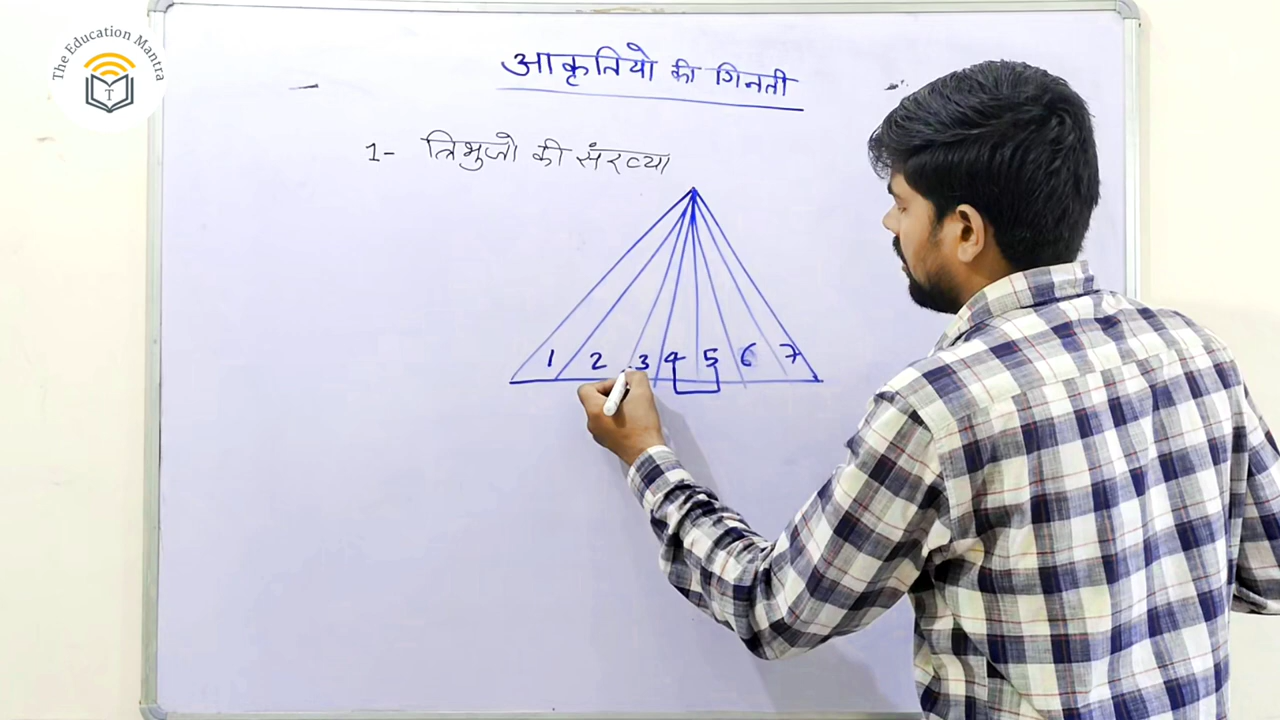 The Education Mantra
T
आकृतियो की गिनती
1- त्रिभुजो की संख्या
1 2 3 4 5 6 7